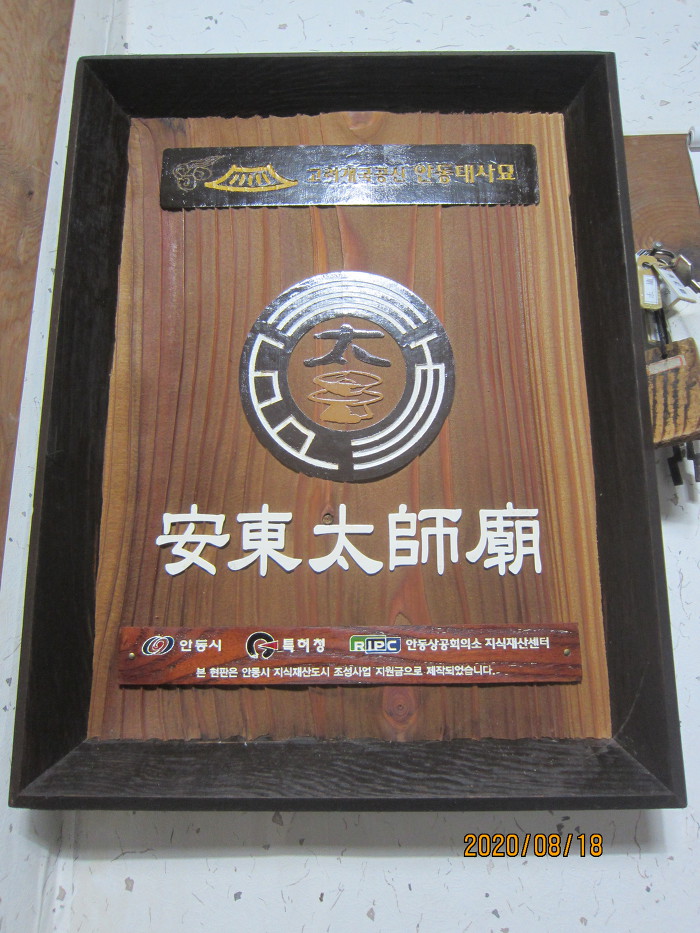 고려개국공신 안동태사묘
太
安東太師廟
안동시 특허청 RIPC 안동상공회의소 지식재산센터
본 현판은 안동시 지식재산도시 조성사업 지원금으로 제작되었습니다.
2020/08/18